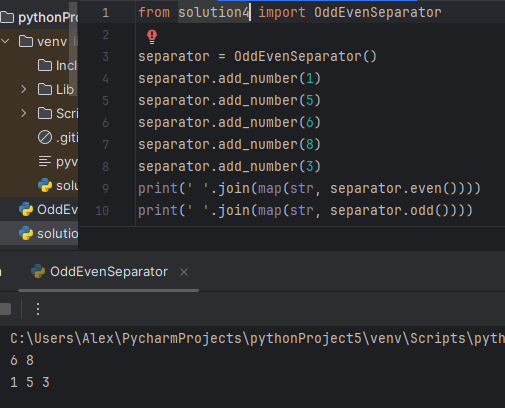 pythonPro
venv
Incl
Lib
Scri
.giti
pyv
solu
OddEv
solution
1 from solution4 import OddEvenSeparator
2
3 separator = OddEvenSeparator()
4 separator.add_number(1)
5 separator.add_number(5)
6 separator.add_number(6)
7 separator.add_number(8)
8 separator.add_number(3)
9 print(' '.join(map(str, separator.even())))
10 print(' '.join(map(str, separator.odd())))
OddEvenSeparator
C:\Users\Alex\PycharmProjects\pythonProject5\venv\Scripts\pyth
6 8
1 5 3